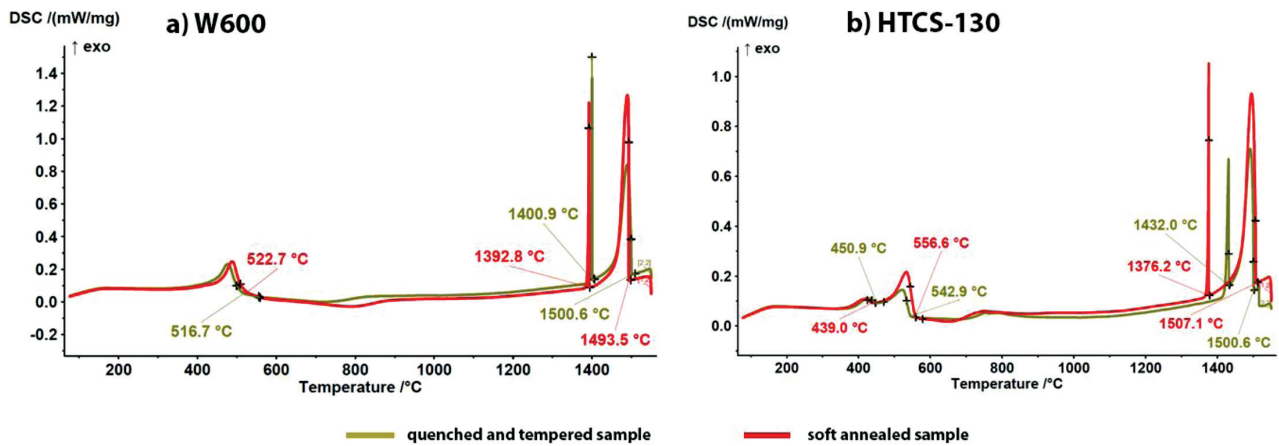 DSC /(mW/mg)
a) W600
↑ exo
1.4
1.2
1.0
0.8
0.6
0.4
0.2
0.0
-0.2
1400.9 °C
522.7 °C
1392.8 °C
[2.2]
516.7 °C
1500.6 °C
1493.5 °C
200
400
600
800
1000
1200
1400
Temperature /°C
DSC /(mW/mg)
b) HTCS-130
↑ exo
1.0
0.8
0.6
0.4
0.2
0.0
450.9 °C
556.6 °C
1432.0 °C
1376.2 °C
542.9 °C
439.0 °C
1507.1 °C
1500.6 °C
200
400
600
800
1000
1200
1400
Temperature /°C
quenched and tempered sample
soft annealed sample